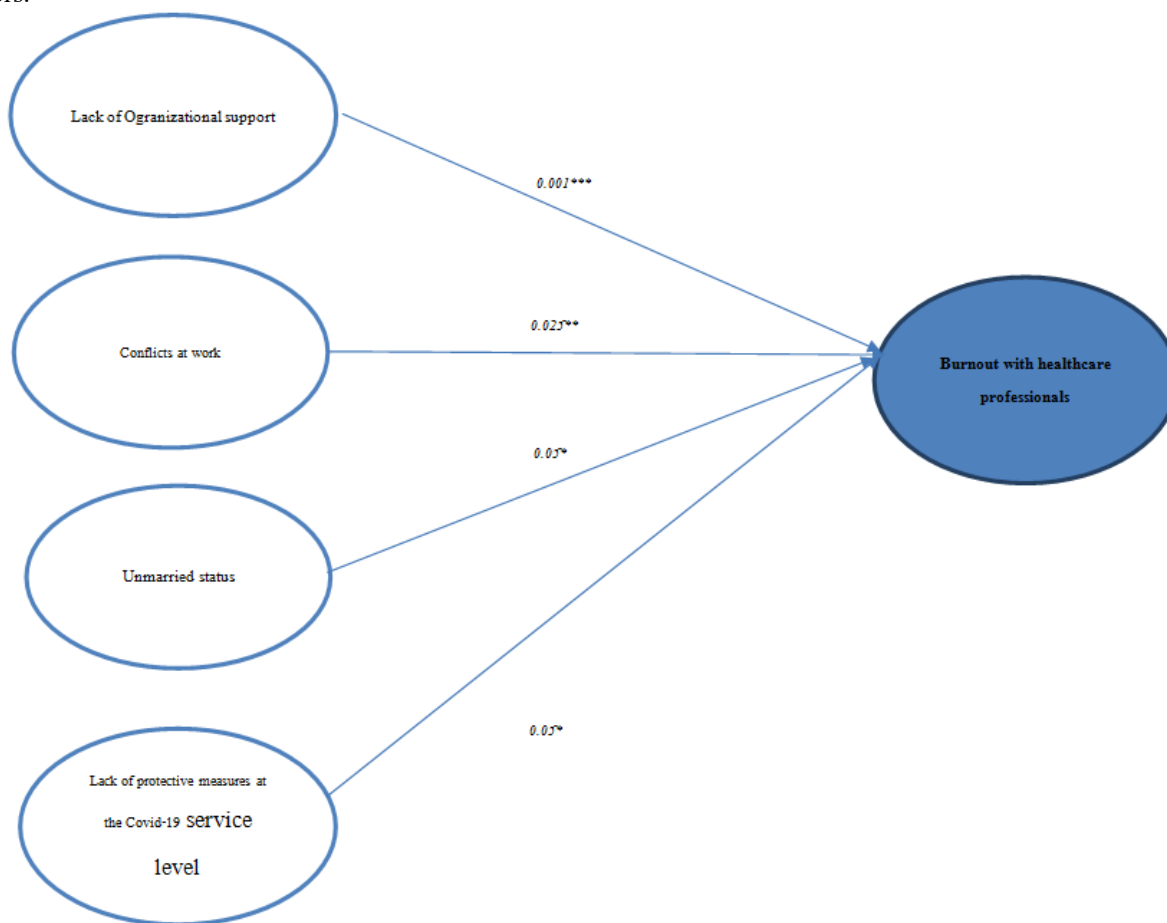 ers.
Lack of Ogranizational support
0.001***
Conflicts at work
0.025**
Burnout with healthcare
professionals
0.05*
Unmarried status
0.05*
Lack of protective measures at
the Covid-19 service
level